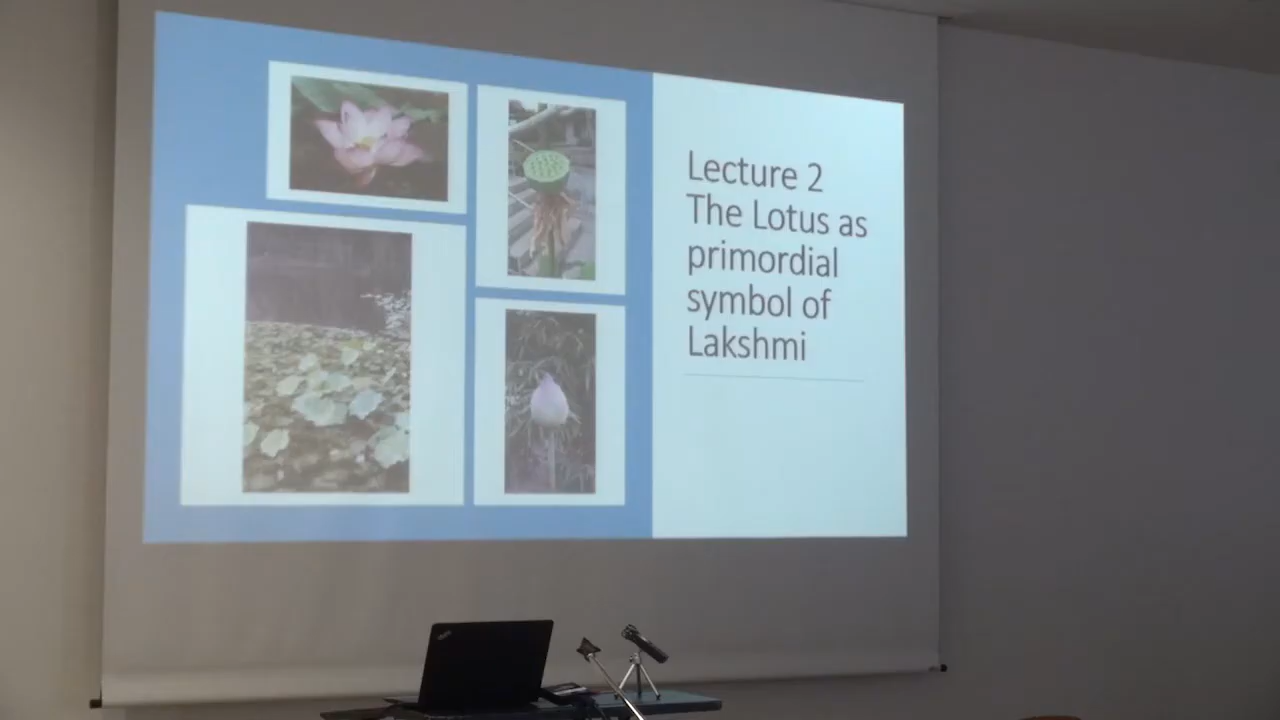 Lecture 2
The Lotus as
primordial
symbol of
Lakshmi